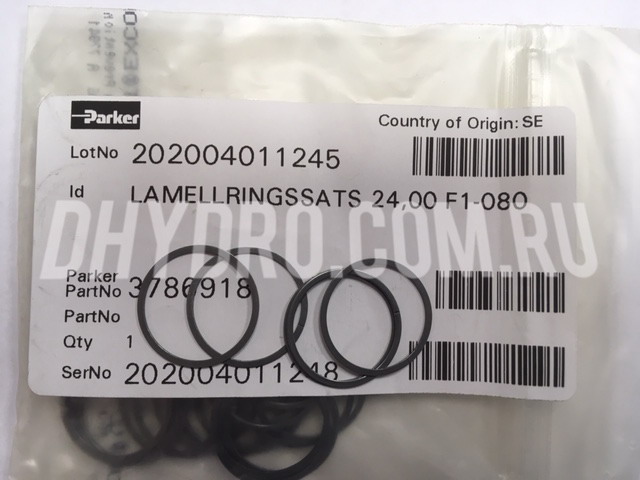 Parker
Country of Origin: SE
LotNo 202004011245
Id LAMELLRINGSSATS 24,00 F1-080
DHYDRO.COM.RU
Parker
PartNo 3786918
PartNo
Qty 1
SerNo 202004011248